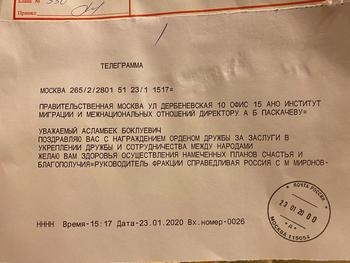 Принял
ТЕЛЕГРАММА
МОСКВА 265/2/2801 51 23/1 1517=
ПРАВИТЕЛЬСТВЕННАЯ МОСКВА УЛ ДЕРБЕНЕВСКАЯ 10 ОФИС 15 АНО ИНСТИТУТ
МИГРАЦИИ И МЕЖНАЦИОНАЛЬНЫХ ОТНОШЕНИЙ ДИРЕКТОРУ А Б ПАСКАЧЕВУ=
УВАЖАЕМЫЙ АСЛАМБЕК БОКЛУЕВИЧ
ПОЗДРАВЛЯЮ ВАС С НАГРАЖДЕНИЕМ ОРДЕНОМ ДРУЖБЫ ЗА ЗАСЛУГИ В
УКРЕПЛЕНИИ ДРУЖБЫ И СОТРУДНИЧЕСТВА МЕЖДУ НАРОДАМИ
ЖЕЛАЮ ВАМ ЗДОРОВЬЯ ОСУЩЕСТВЛЕНИЯ НАМЕЧЕННЫХ ПЛАНОВ СЧАСТЬЯ И
БЛАГОПОЛУЧИЯ=РУКОВОДИТЕЛЬ ФРАКЦИИ СПРАВЕДЛИВАЯ РОССИЯ С М МИРОНОВ-
НННН Время-15:17 Дата-23.01.2020 Вх.номер-0026
ПОЧТА РОССИИ
23 01 20 00
"Д"
МОСКВА 115054